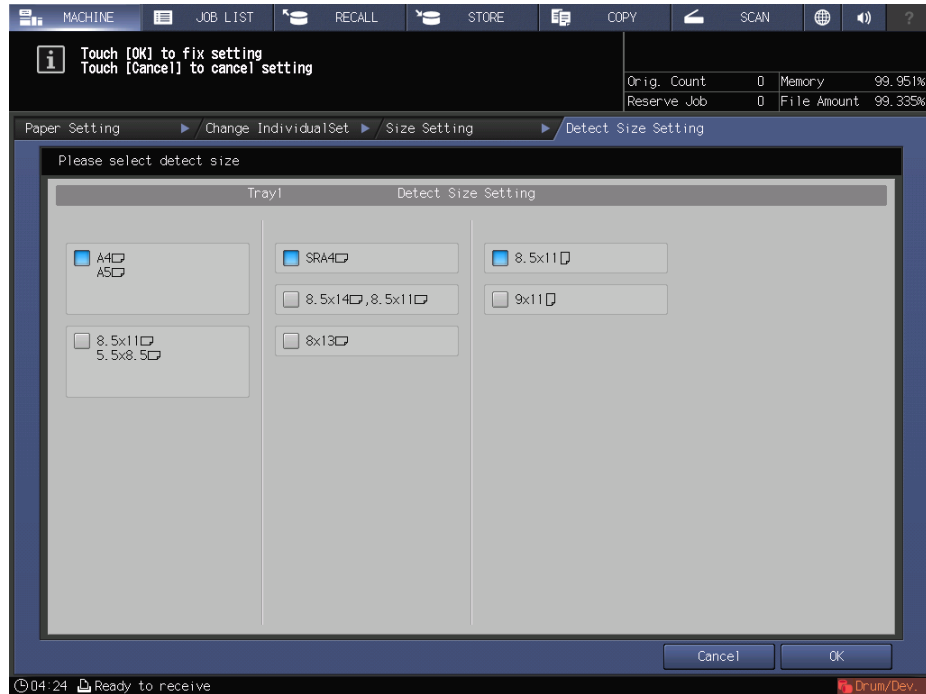 MACHINE JOB LIST RECALL STORE COPY SCAN ?
Touch [OK] to fix setting
Touch [Cancel] to cancel setting
Orig. Count 0 Memory 99.951%
Reserve Job 0 File Amount 99.335%
Paper Setting Change IndividualSet Size Setting Detect Size Setting
Please select detect size
Tray1 Detect Size Setting
A4
A5
8.5x11
5.5x8.5
SRA4
8.5x14,8.5x11
8x13
8.5x11
9x11
Cancel OK
04:24 Ready to receive Drum/Dev.